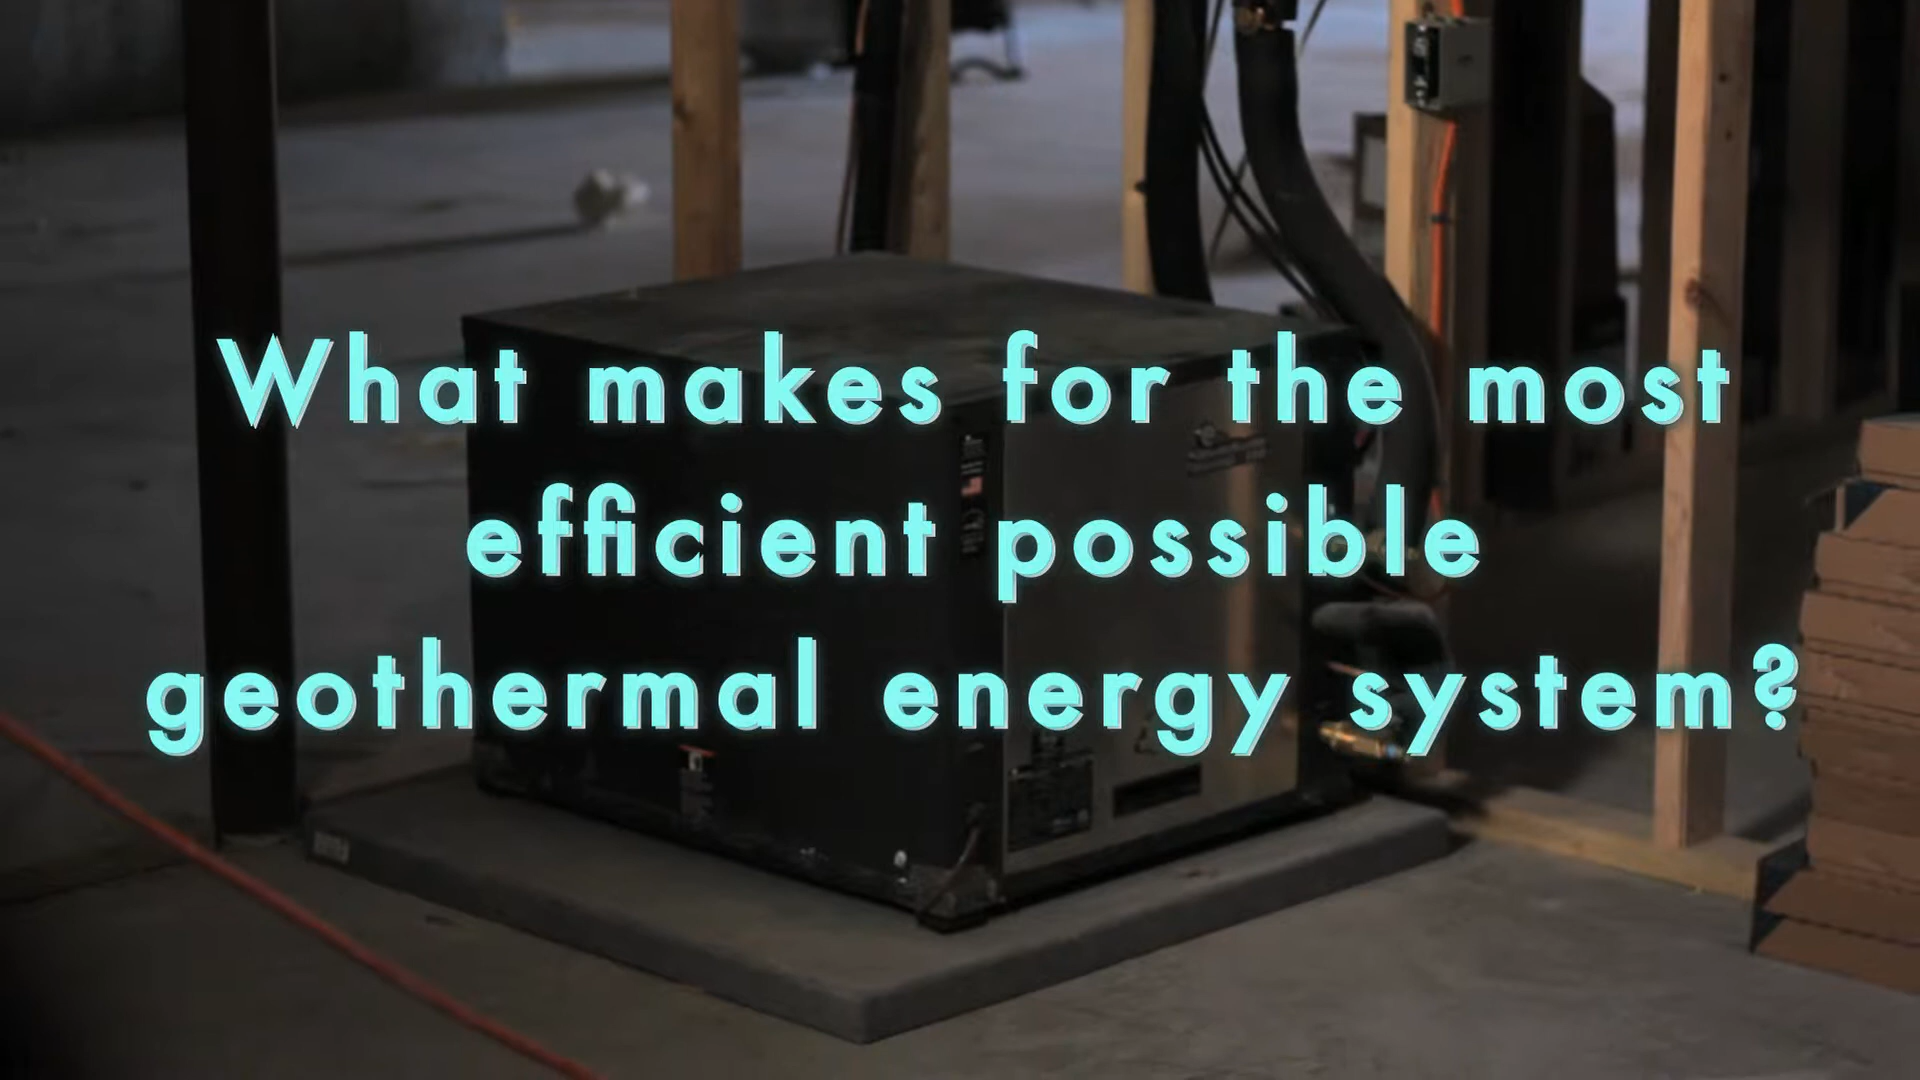 What makes for the most
efficient possible
geothermal energy system?